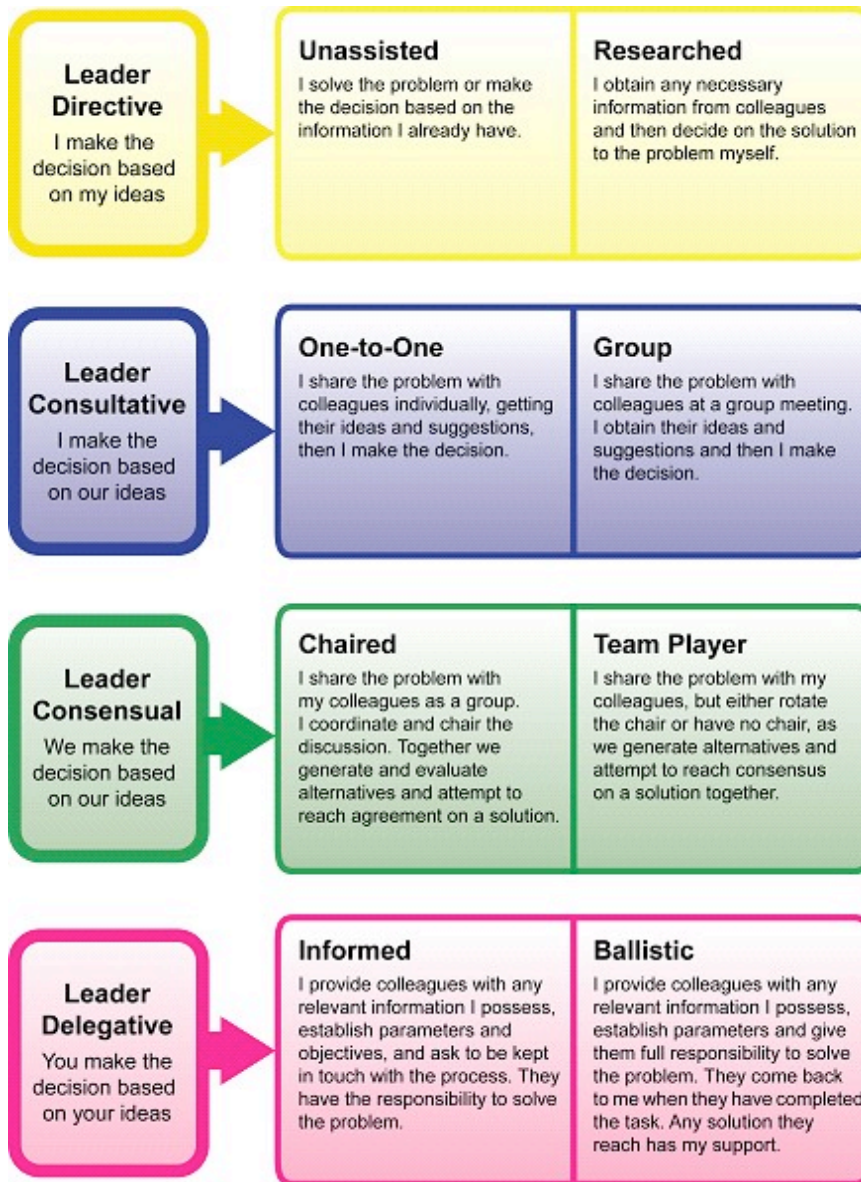 Leader
Directive
I make the
decision based
on my ideas
Unassisted
I solve the problem or make
the decision based on the
information I already have.
Researched
I obtain any necessary
information from colleagues
and then decide on the solution
to the problem myself.
Leader
Consultative
I make the
decision based
on our ideas
One-to-One
I share the problem with
colleagues individually, getting
their ideas and suggestions,
then I make the decision.
Group
I share the problem with
colleagues at a group meeting.
I obtain their ideas and
suggestions and then I make
the decision.
Leader
Consensual
We make the
decision based
on our ideas
Chaired
I share the problem with
my colleagues as a group.
I coordinate and chair the
discussion. Together we
generate and evaluate
alternatives and attempt to
reach agreement on a solution.
Team Player
I share the problem with my
colleagues, but either rotate
the chair or have no chair, as
we generate alternatives and
attempt to reach consensus
on a solution together.
Leader
Delegative
You make the
decision based
on your ideas
Informed
I provide colleagues with any
relevant information I possess,
establish parameters and
objectives, and ask to be kept
in touch with the process. They
have the responsibility to solve
the problem.
Ballistic
I provide colleagues with any
relevant information I possess,
establish parameters and give
them full responsibility to solve
the problem. They come back
to me when they have completed
the task. Any solution they
reach has my support.